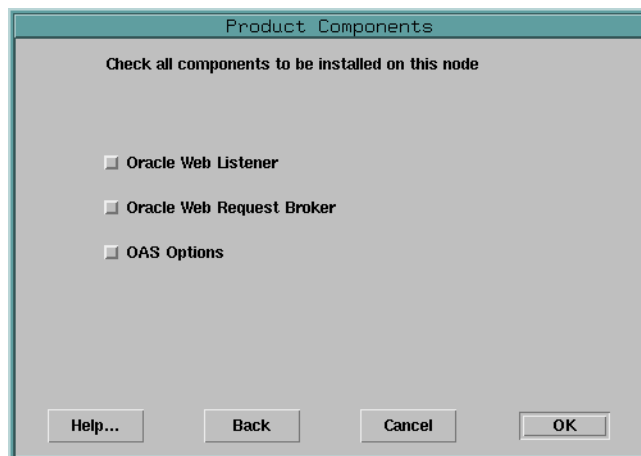 Product Components
Check all components to be installed on this node
Oracle Web Listener
Oracle Web Request Broker
OAS Options
Help... Back Cancel OK